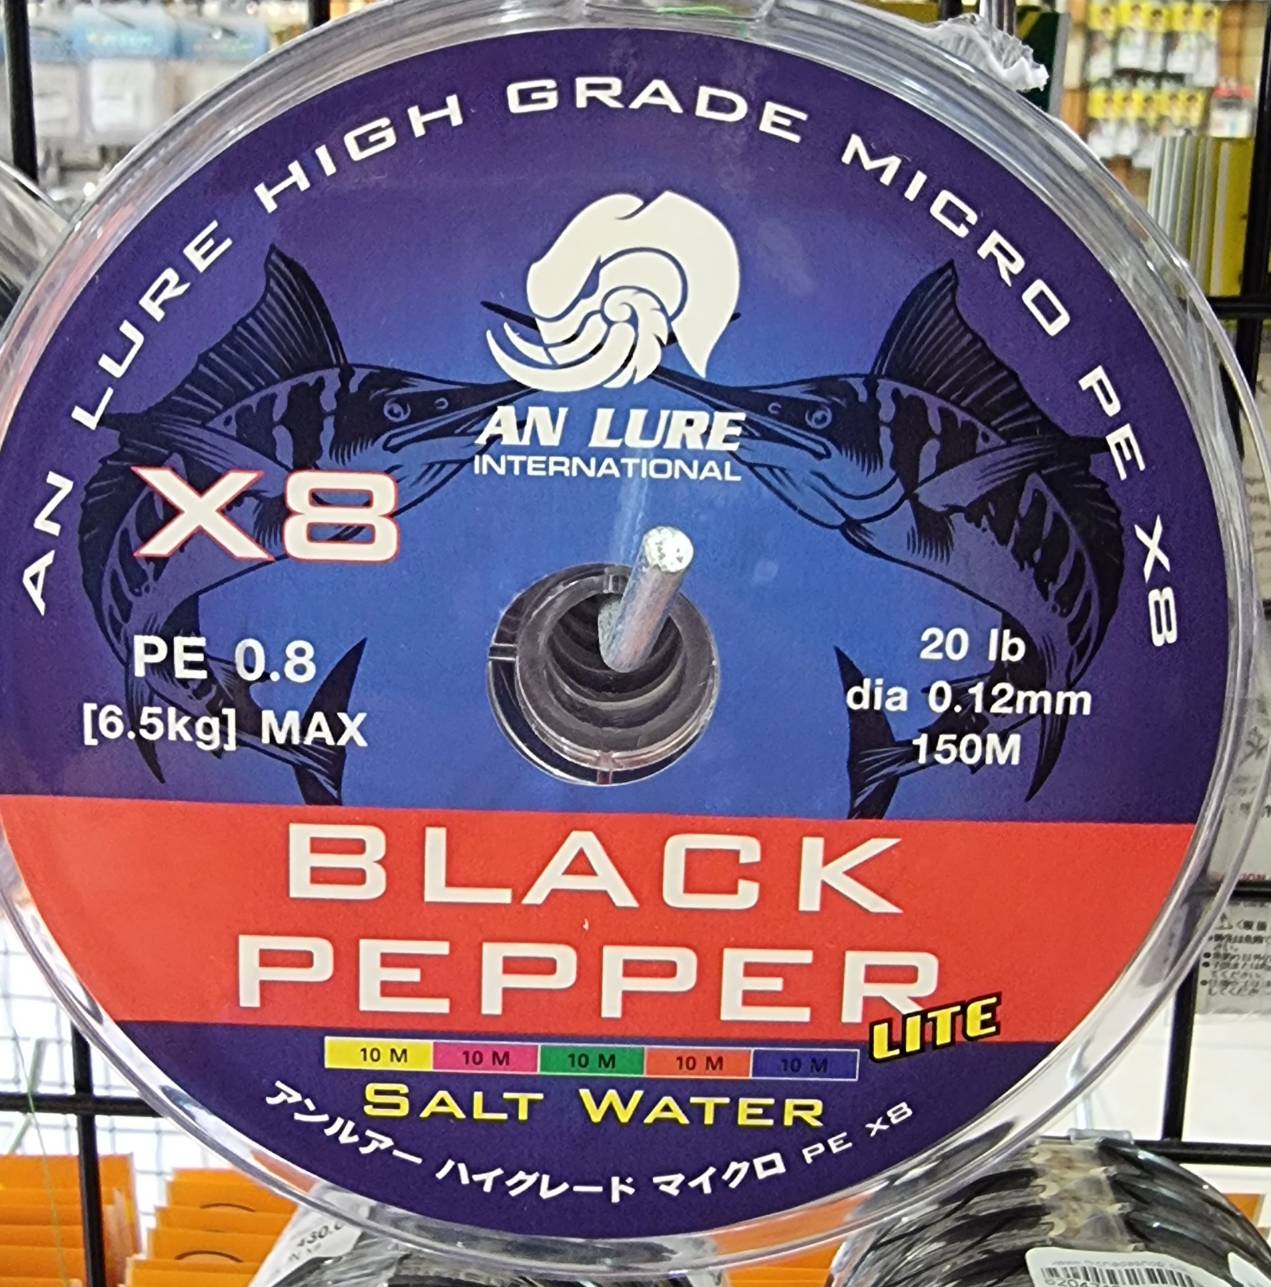 AN LURE HIGH GRADE MICRO PE X8
AN LURE
INTERNATIONAL
X8
PE 0.8
[6.5kg] MAX
20 lb
dia 0.12mm
150M
BLACK
PEPPER
LITE
10 M 10 M 10 M 10 M 10 M
SALT WATER
アンルアー ハイグレード マイクロ PE X8